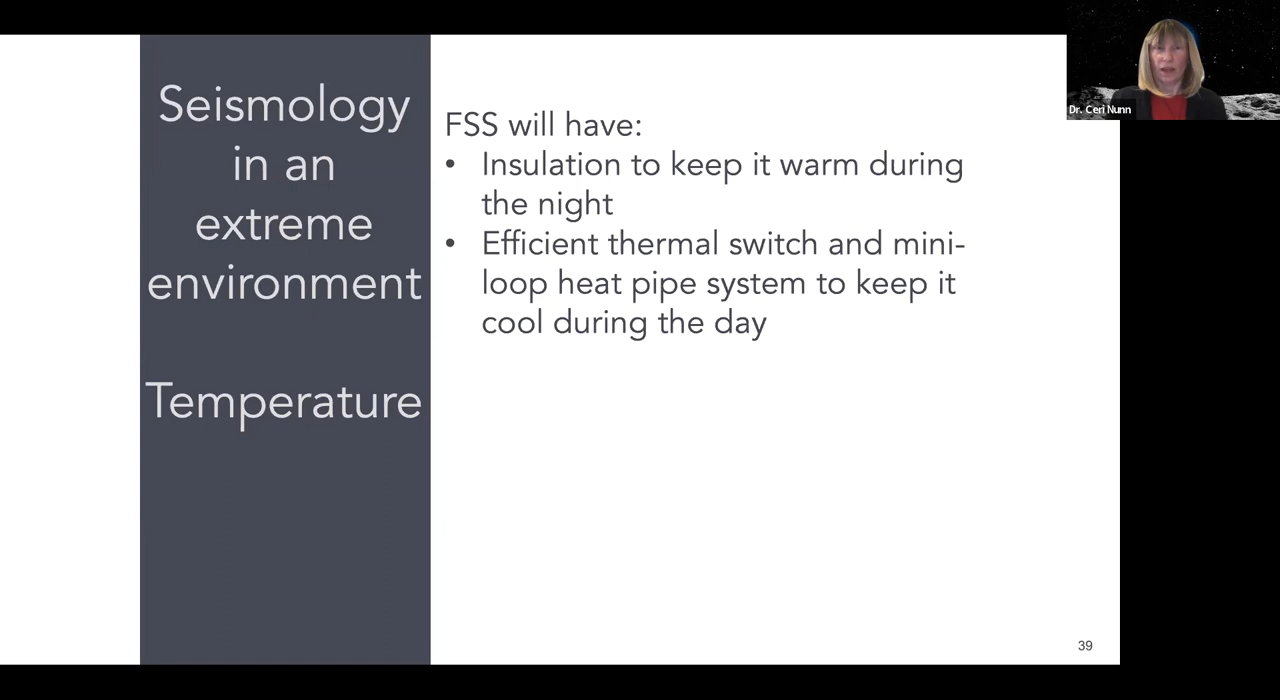 Seismology
in an
extreme
environment
Temperature
FSS will have:
• Insulation to keep it warm during
the night
• Efficient thermal switch and mini-
loop heat pipe system to keep it
cool during the day
39
Dr. Ceri Nunn